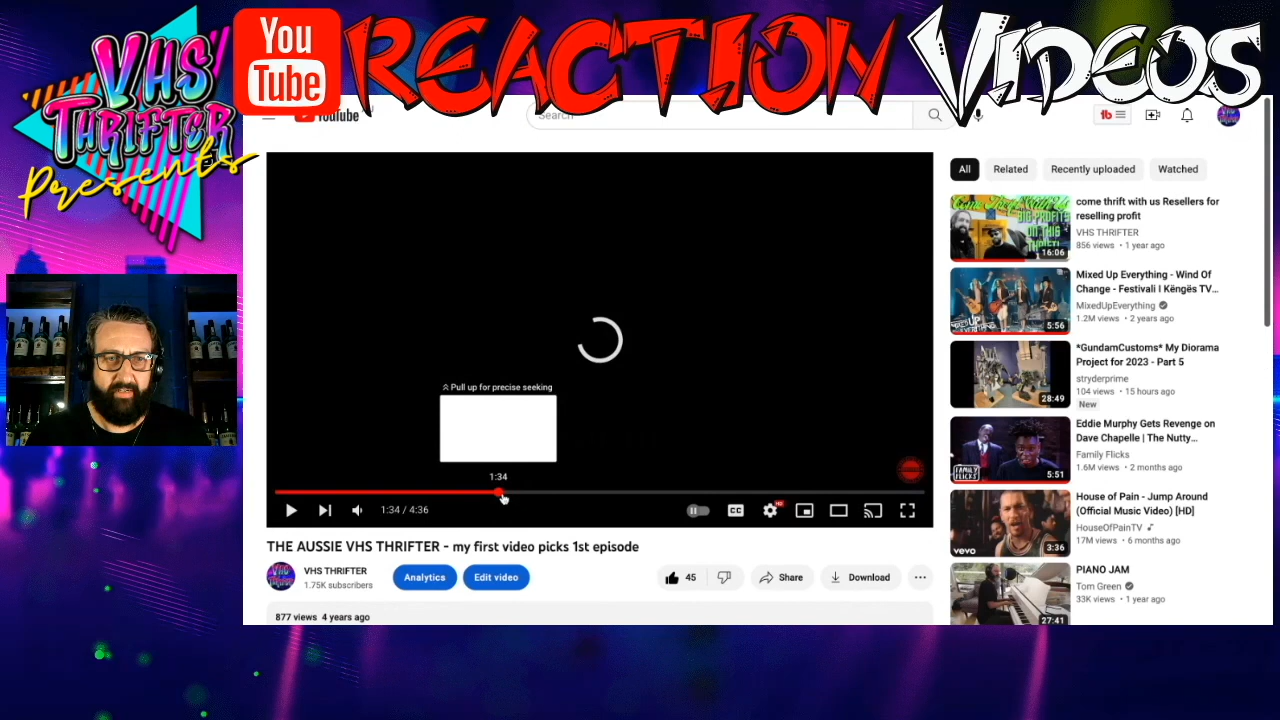 VHS
THRIFTER
Presents
You
Tube
REACTION VIDEOS
YouTube
Search
All
Related
Recently uploaded
Watched
come thrift with us Resellers for
reselling profit
VHS THRIFTER
856 views • 1 year ago
16:06
Mixed Up Everything - Wind Of
Change - Festivali I Këngës TV...
MixedUpEverything
1.2M views • 2 years ago
5:56
*GundamCustoms* My Diorama
Project for 2023 - Part 5
stryderprime
104 views • 15 hours ago
New
28:49
Eddie Murphy Gets Revenge on
Dave Chapelle | The Nutty...
Family Flicks
1.6M views • 2 months ago
FAMILY
FLICKS
5:51
House of Pain - Jump Around
(Official Music Video) [HD]
HouseOfPainTV
17M views • 6 months ago
vevo
3:36
PIANO JAM
Tom Green
33K views • 1 year ago
27:41
Pull up for precise seeking
1:34
1:34 / 4:36
CC
HD
THE AUSSIE VHS THRIFTER - my first video picks 1st episode
VHS THRIFTER
1.75K subscribers
Analytics
Edit video
45
Share
Download
877 views 4 years ago